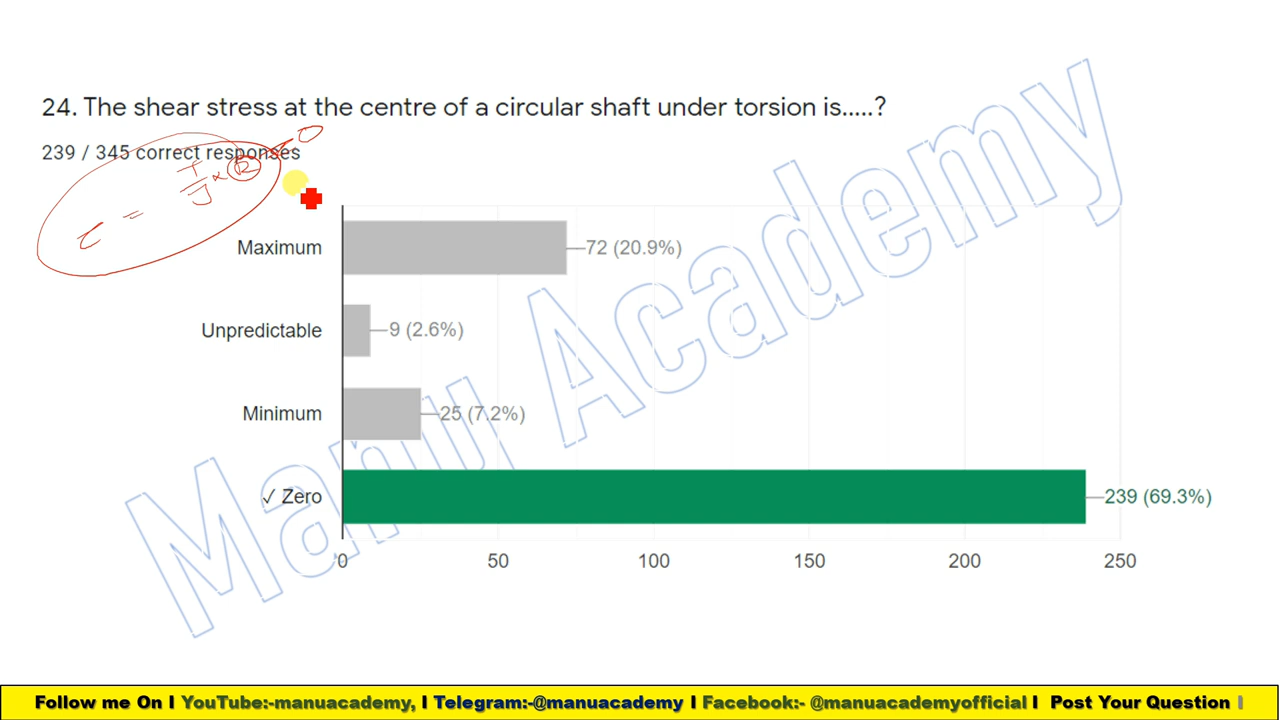 24. The shear stress at the centre of a circular shaft under torsion is.....?
239 / 345 correct responses
τ = T/J × R 0
Maximum 72 (20.9%)
Unpredictable 9 (2.6%)
Minimum 25 (7.2%)
✓ Zero 239 (69.3%)
0 50 100 150 200 250
Manu Academy
Follow me On I YouTube:-manuacademy, I Telegram:-@manuacademy I Facebook:- @manuacademyofficial I Post Your Question I